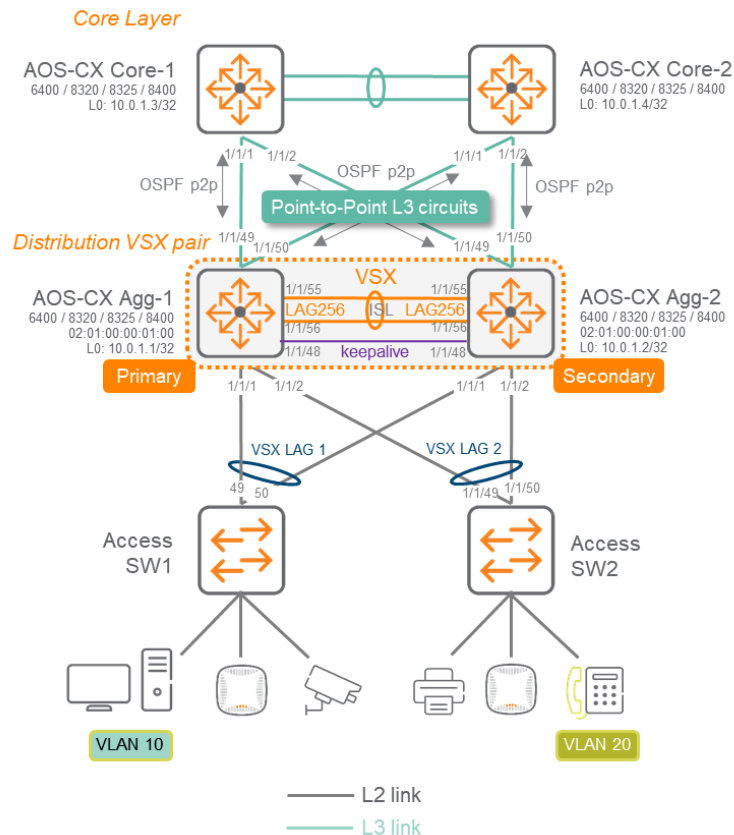 Core Layer
AOS-CX Core-1
6400 / 8320 / 8325 / 8400
L0: 10.0.1.3/32
AOS-CX Core-2
6400 / 8320 / 8325 / 8400
L0: 10.0.1.4/32
1/1/1
1/1/2
1/1/1
1/1/2
OSPF p2p
OSPF p2p
OSPF p2p
Point-to-Point L3 circuits
Distribution VSX pair
1/1/49
1/1/50
1/1/49
1/1/50
VSX
AOS-CX Agg-1
6400 / 8320 / 8325 / 8400
02:01:00:00:01:00
L0: 10.0.1.1/32
1/1/55
1/1/55
LAG256
ISL
LAG256
1/1/56
1/1/56
keepalive
1/1/48
1/1/48
AOS-CX Agg-2
6400 / 8320 / 8325 / 8400
02:01:00:00:01:00
L0: 10.0.1.2/32
Primary
Secondary
1/1/1
1/1/2
1/1/1
1/1/2
VSX LAG 1
VSX LAG 2
49
50
1/1/49
1/1/50
Access
SW1
Access
SW2
VLAN 10
VLAN 20
L2 link
L3 link